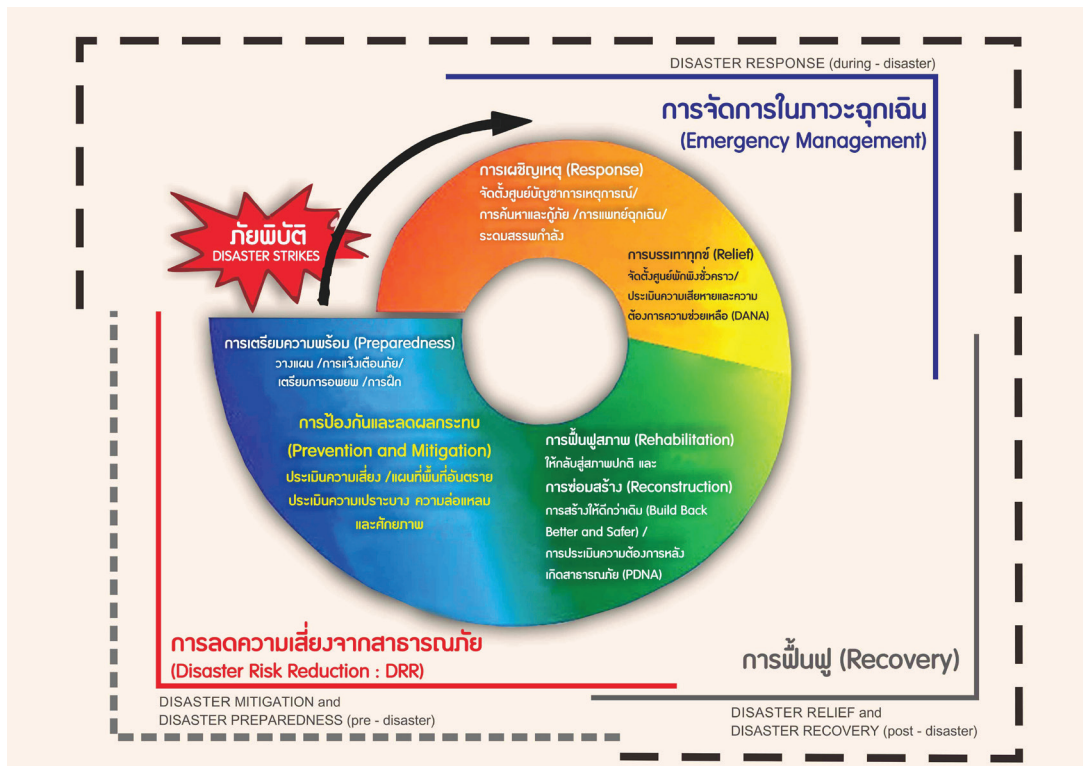 DISASTER RESPONSE (during - disaster)
การจัดการในภาวะฉุกเฉิน
(Emergency Management)
ภัยพิบัติ
DISASTER STRIKES
การเผชิญเหตุ (Response)
จัดตั้งศูนย์บัญชาการเหตุการณ์/
การค้นหาและกู้ภัย /การแพทย์ฉุกเฉิน/
ระดมสรรพกำลัง
การบรรเทาทุกข์ (Relief)
จัดตั้งศูนย์พักพิงชั่วคราว/
ประเมินความเสียหายและความ
ต้องการความช่วยเหลือ (DANA)
การเตรียมความพร้อม (Preparedness)
วางแผน /การแจ้งเตือนภัย/
เตรียมการอพยพ /การฝึก
การป้องกันและลดผลกระทบ
(Prevention and Mitigation)
ประเมินความเสี่ยง /แผนที่พื้นที่อันตราย
ประเมินความเปราะบาง ความล่อแหลม
และศักยภาพ
การฟื้นฟูสภาพ (Rehabilitation)
ให้กลับสู่สภาพปกติ และ
การซ่อมสร้าง (Reconstruction)
การสร้างให้ดีกว่าเดิม (Build Back
Better and Safer) /
การประเมินความต้องการหลัง
เกิดสาธารณภัย (PDNA)
การลดความเสี่ยงจากสาธารณภัย
(Disaster Risk Reduction : DRR)
DISASTER MITIGATION and
DISASTER PREPAREDNESS (pre - disaster)
การฟื้นฟู (Recovery)
DISASTER RELIEF and
DISASTER RECOVERY (post - disaster)